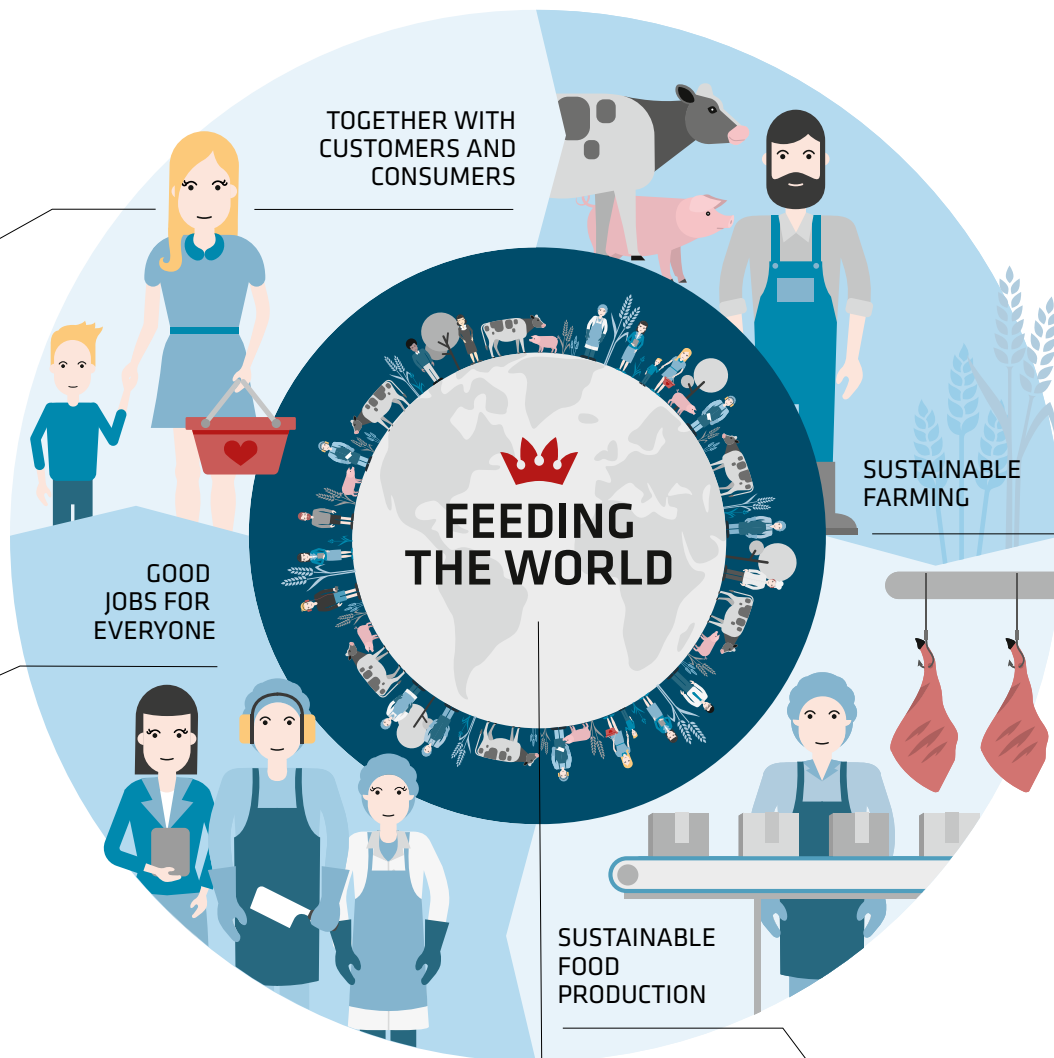 TOGETHER WITH
CUSTOMERS AND
CONSUMERS
SUSTAINABLE
FARMING
FEEDING
THE WORLD
GOOD
JOBS FOR
EVERYONE
SUSTAINABLE
FOOD
PRODUCTION